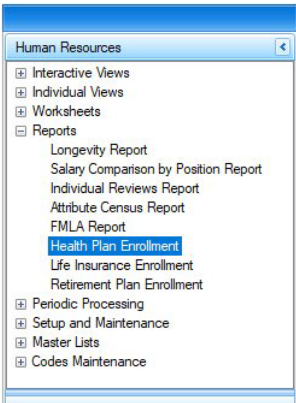 Human Resources
Interactive Views
Individual Views
Worksheets
Reports
Longevity Report
Salary Comparison by Position Report
Individual Reviews Report
Attribute Census Report
FMLA Report
Health Plan Enrollment
Life Insurance Enrollment
Retirement Plan Enrollment
Periodic Processing
Setup and Maintenance
Master Lists
Codes Maintenance